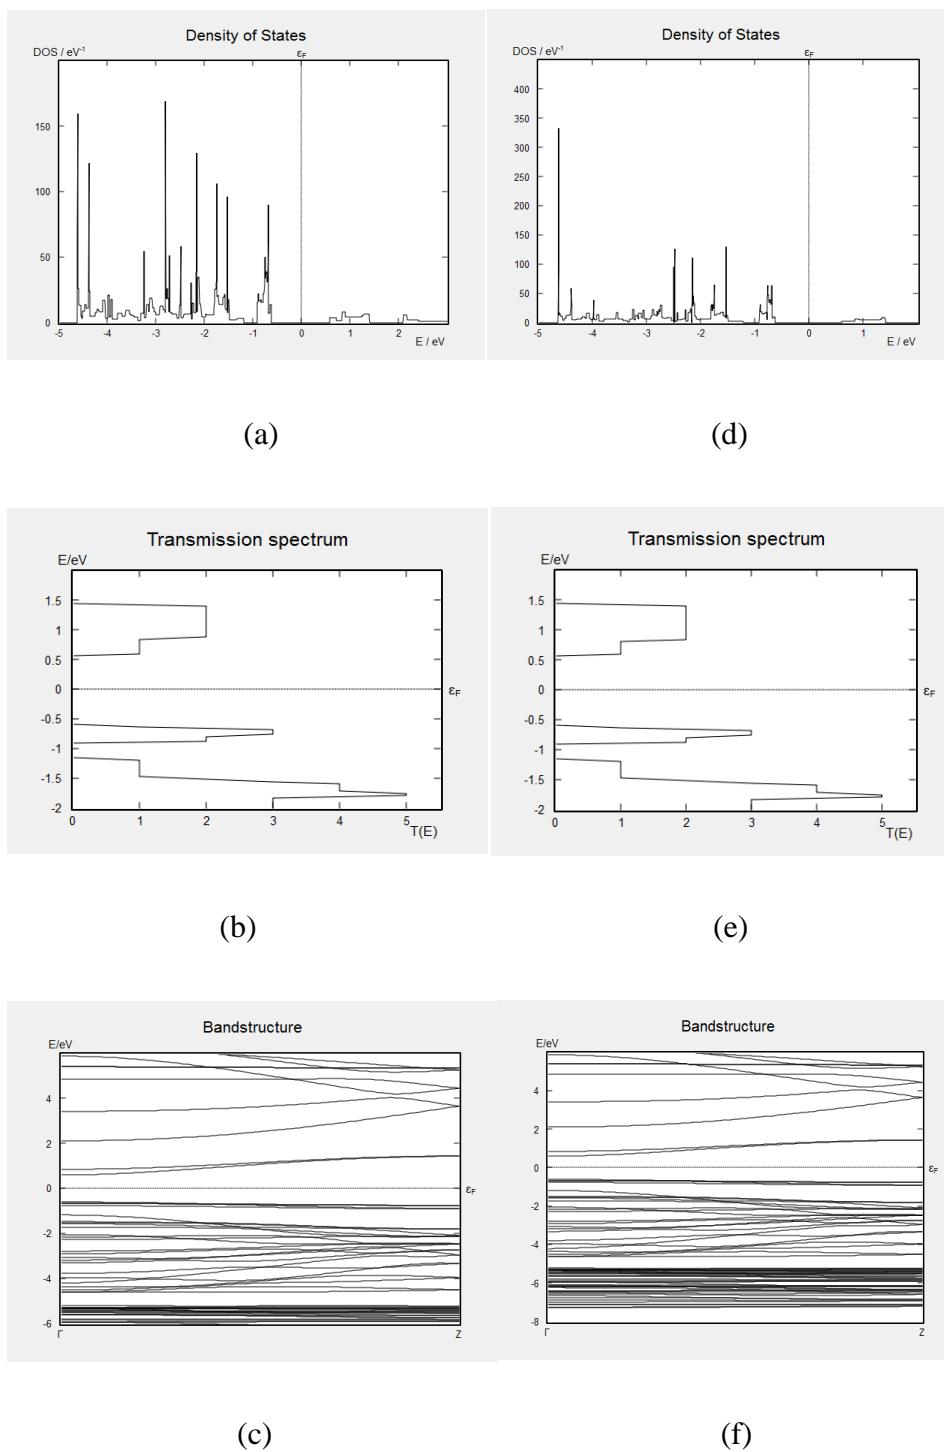 Density of States
DOS / eV⁻¹
εF
150
100
50
0
-5 -4 -3 -2 -1 0 1 2
E / eV
(a)
Density of States
DOS / eV⁻¹
εF
450
400
350
300
250
200
150
100
50
0
-5 -4 -3 -2 -1 0 1
E / eV
(d)
Transmission spectrum
E/eV
1.5
1
0.5
0
εF
-0.5
-1
-1.5
-2
0 1 2 3 4 5
T(E)
(b)
Transmission spectrum
E/eV
1.5
1
0.5
0
εF
-0.5
-1
-1.5
-2
0 1 2 3 4 5
T(E)
(e)
Bandstructure
E/eV
4
2
0
εF
-2
-4
-6
Γ Z
(c)
Bandstructure
E/eV
4
2
0
εF
-2
-4
-6
-8
Γ Z
(f)